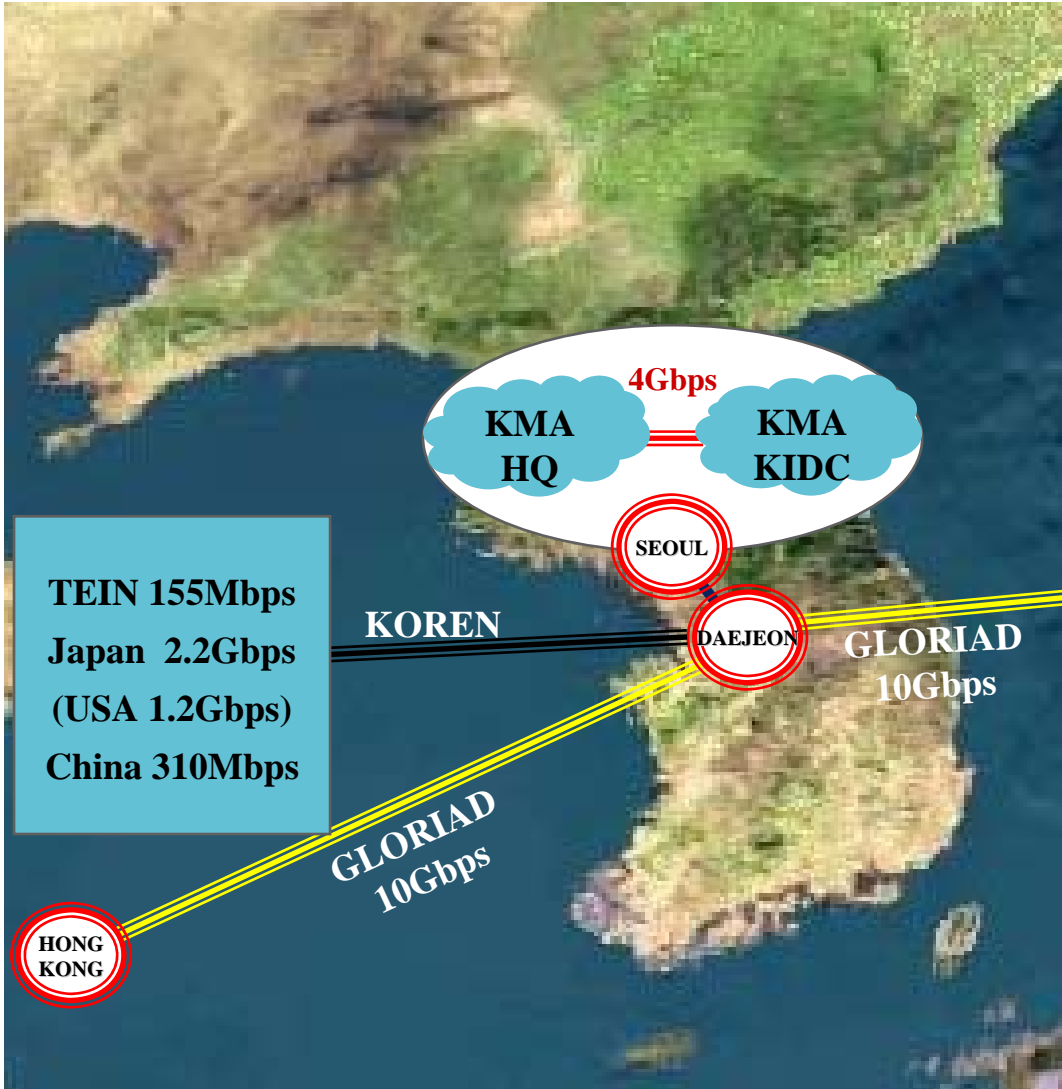 4Gbps
KMA
HQ
KMA
KIDC
SEOUL
TEIN 155Mbps
Japan 2.2Gbps
(USA 1.2Gbps)
China 310Mbps
KOREN
DAEJEON
GLORIAD
10Gbps
GLORIAD
10Gbps
HONG
KONG